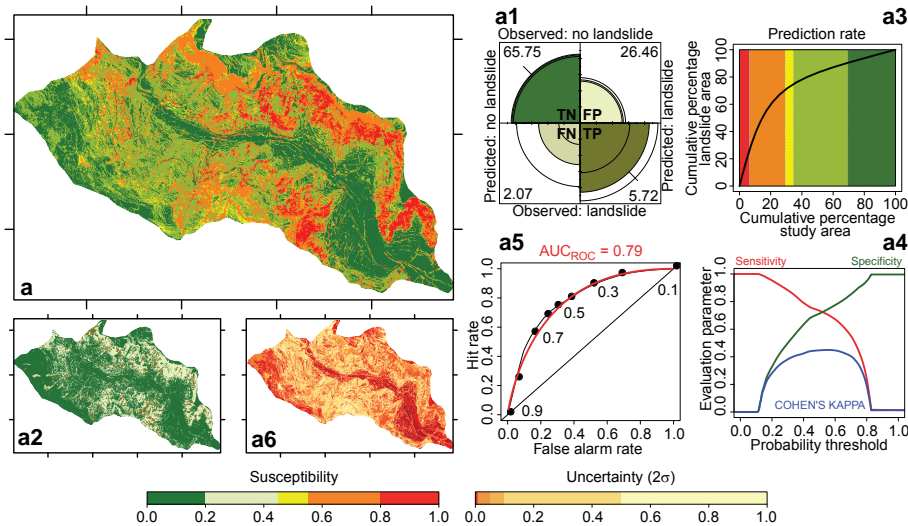 a
a1
Observed: no landslide
65.75
26.46
Predicted: no landslide
Predicted: landslide
TN FP
FN TP
2.07
5.72
Observed: landslide
a3
Prediction rate
Cumulative percentage
landslide area
100
80
60
40
20
0
0 20 40 60 80 100
Cumulative percentage
study area
a2
a6
a5
AUC_ROC = 0.79
Hit rate
1.0
0.8
0.6
0.4
0.2
0.0
0.1
0.3
0.5
0.7
0.9
0.0 0.2 0.4 0.6 0.8 1.0
False alarm rate
a4
Sensitivity
Specificity
Evaluation parameter
1.0
0.8
0.6
0.4
0.2
0.0
COHEN'S KAPPA
0.0 0.2 0.4 0.6 0.8 1.0
Probability threshold
Susceptibility
0.0 0.2 0.4 0.6 0.8 1.0
Uncertainty (2σ)
0.0 0.2 0.4 0.6 0.8 1.0